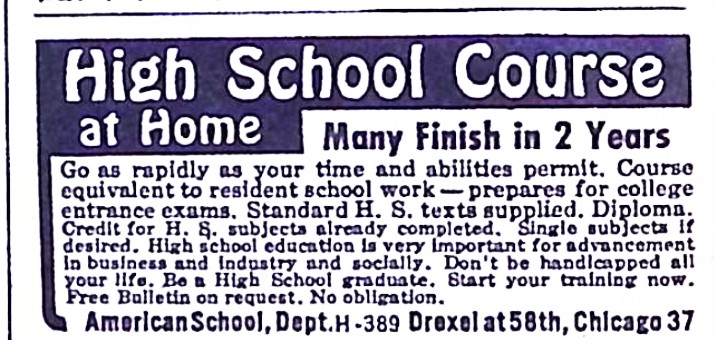 High School Course
at Home Many Finish in 2 Years
Go as rapidly as your time and abilities permit. Course
equivalent to resident school work — prepares for college
entrance exams. Standard H. S. texts supplied. Diploma.
Credit for H. S. subjects already completed. Single subjects if
desired. High school education is very important for advancement
in business and industry and socially. Don't be handicapped all
your life. Be a High School graduate. Start your training now.
Free Bulletin on request. No obligation.
American School, Dept. H-389 Drexel at 58th, Chicago 37